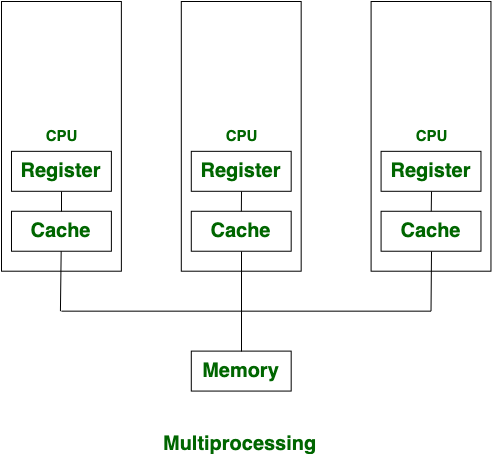 CPU CPU CPU
Register Register Register
Cache Cache Cache
Memory
Multiprocessing